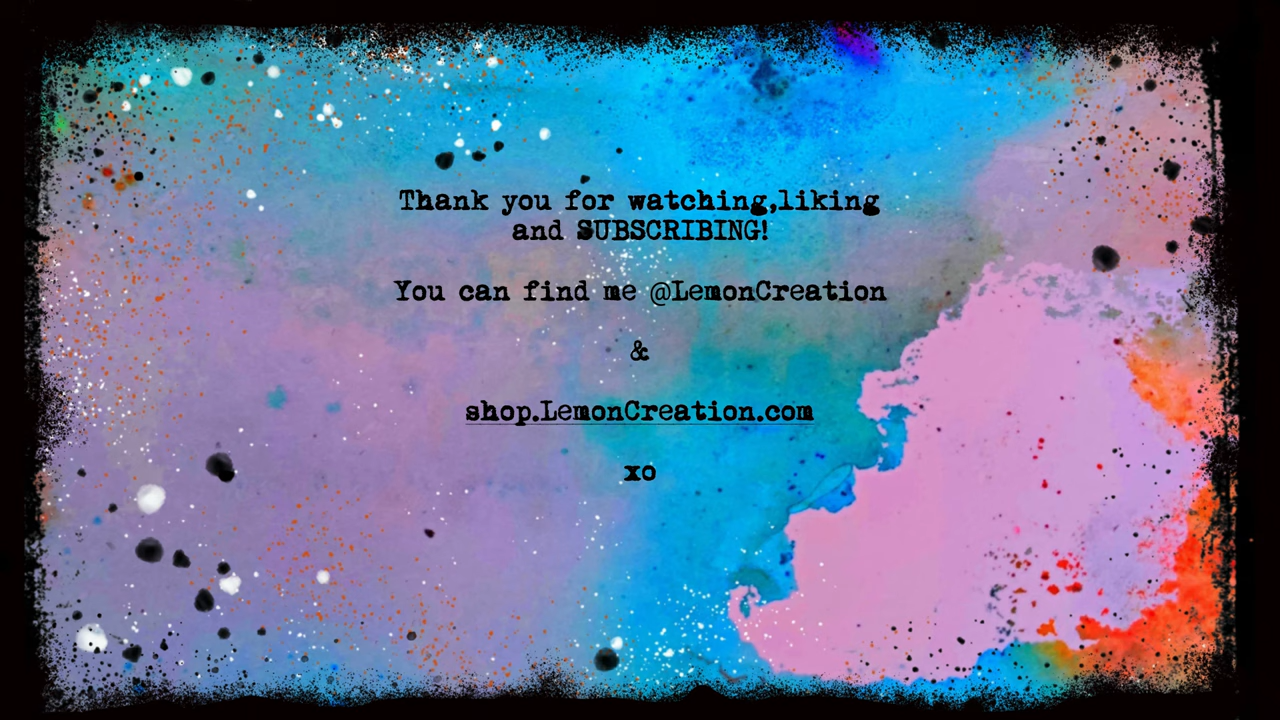 Thank you for watching,liking
and SUBSCRIBING!
You can find me @LemonCreation
&
shop.LemonCreation.com
xo